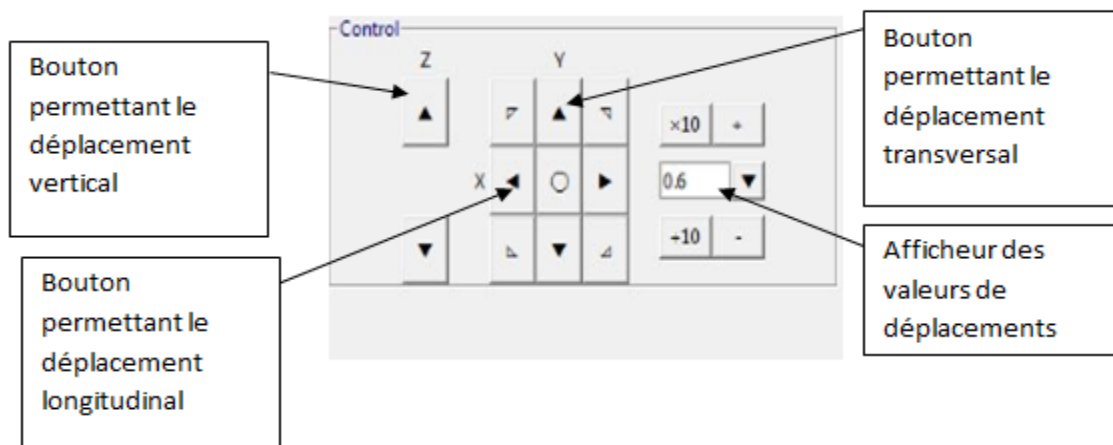 Bouton
permettant le
déplacement
vertical
Bouton
permettant le
déplacement
longitudinal
Control
Z
Y
X
×10
+
0.6
÷10
-
Bouton
permettant le
déplacement
transversal
Afficheur des
valeurs de
déplacements